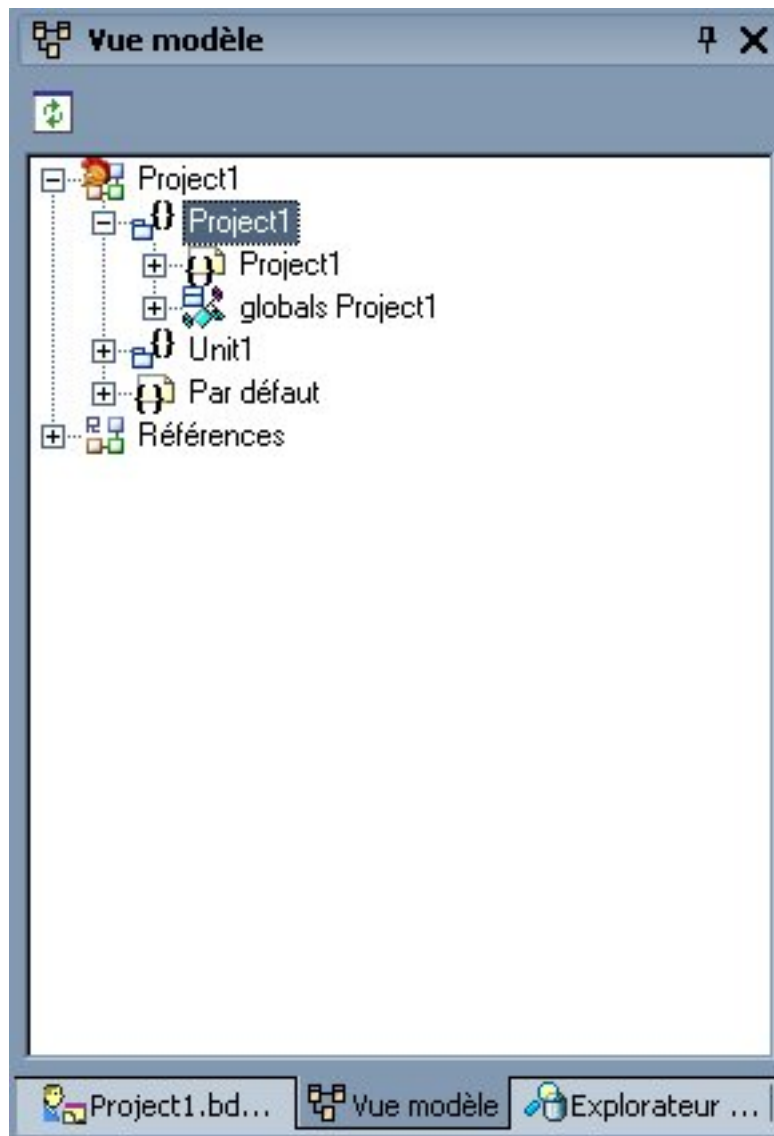 Vue modèle
Project1
Project1
Project1
globals Project1
Unit1
Par défaut
Références
Project1.bd... Vue modèle Explorateur ...